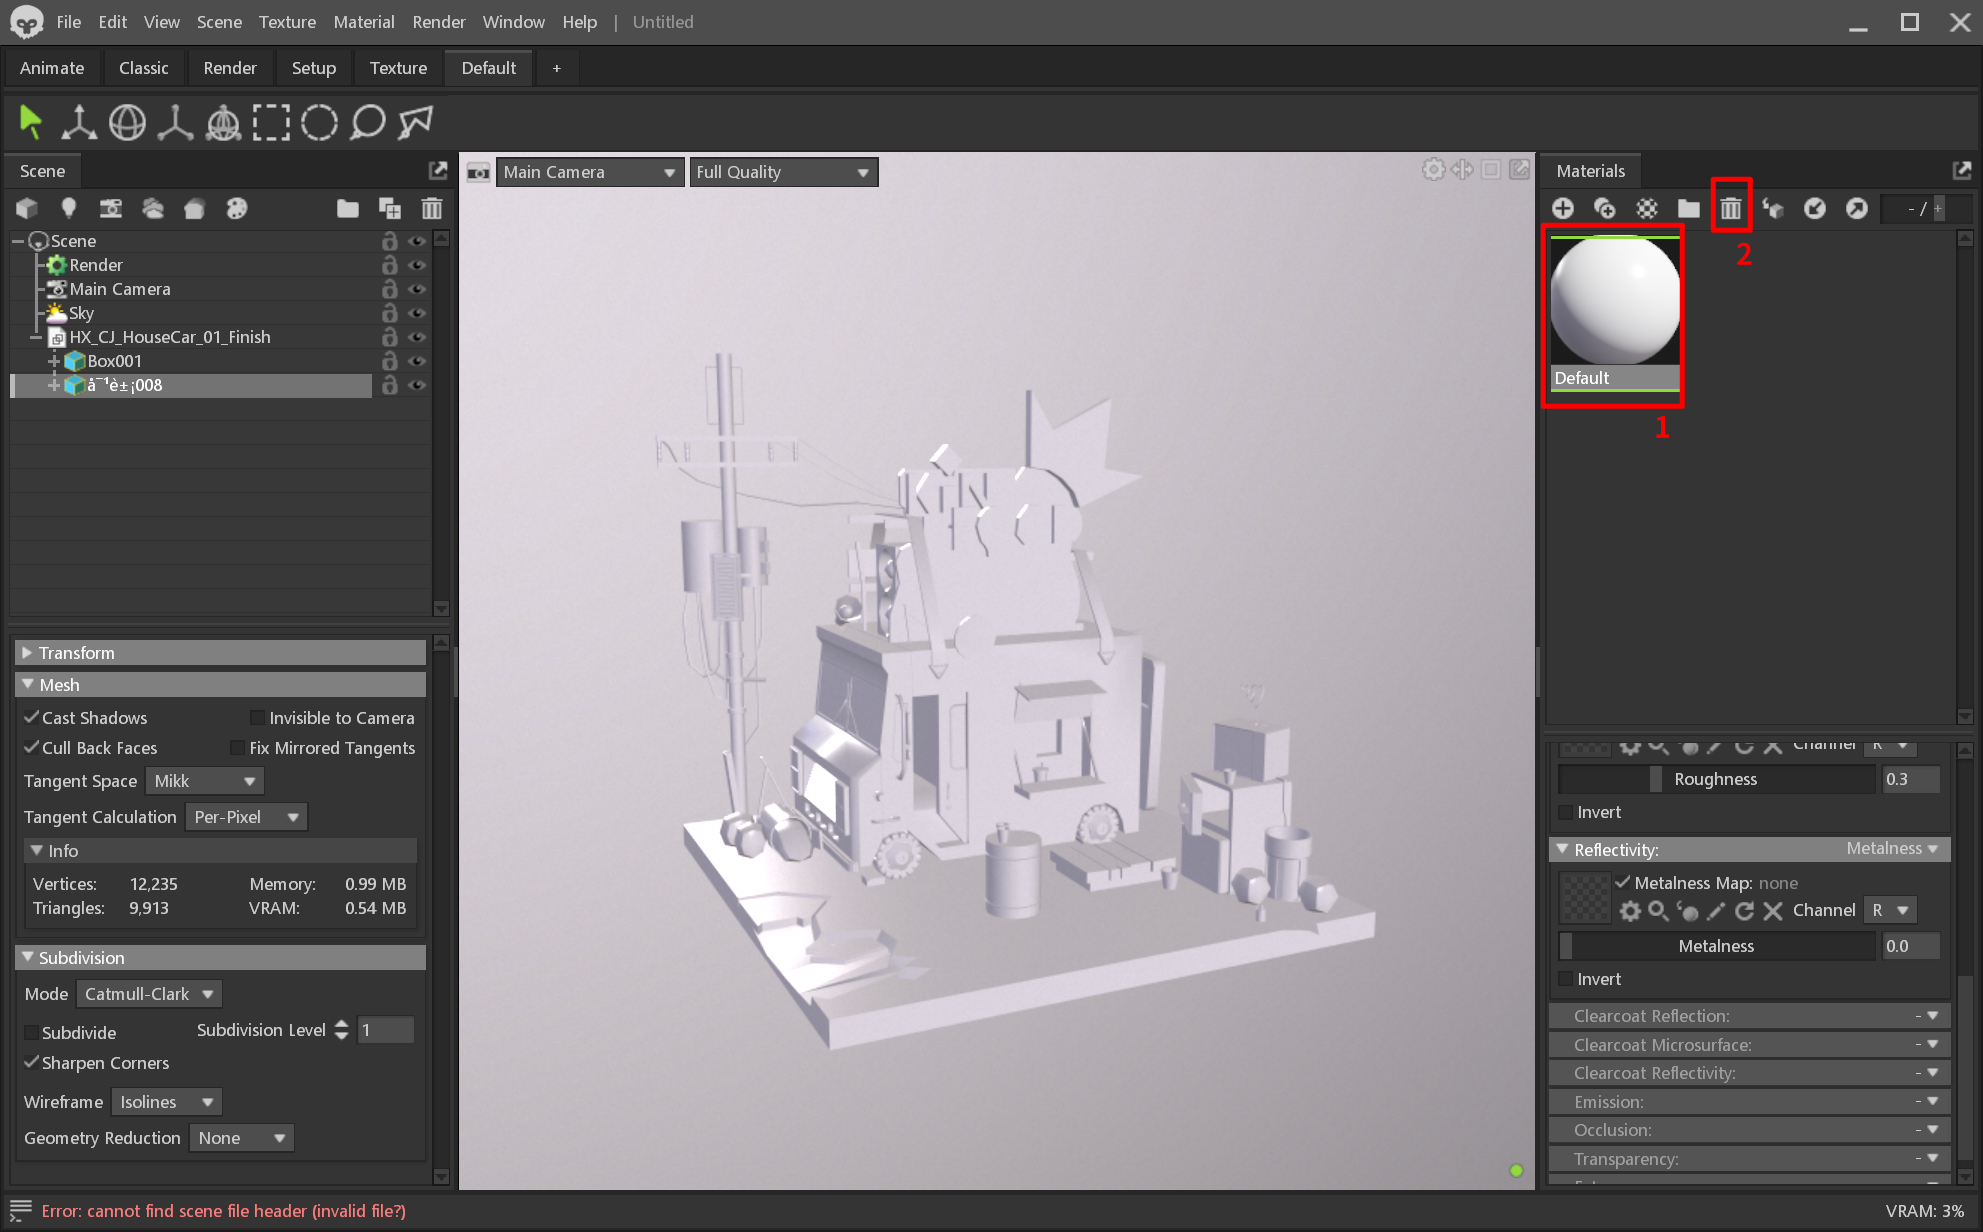 File Edit View Scene Texture Material Render Window Help | Untitled
Animate Classic Render Setup Texture Default +
Scene
Main Camera Full Quality
Materials
- / +
Scene
Render
Main Camera
Sky
HX_CJ_HouseCar_01_Finish
Box001
å¯¹è±¡008
2
Default
1
Transform
Mesh
Cast Shadows Invisible to Camera
Cull Back Faces Fix Mirrored Tangents
Tangent Space Mikk
Tangent Calculation Per-Pixel
Info
Vertices: 12,235 Memory: 0.99 MB
Triangles: 9,913 VRAM: 0.54 MB
Subdivision
Mode Catmull-Clark
Subdivide Subdivision Level 1
Sharpen Corners
Wireframe Isolines
Geometry Reduction None
Channel R
Roughness 0.3
Invert
Reflectivity: Metalness
Metalness Map: none
Channel R
Metalness 0.0
Invert
Clearcoat Reflection: -
Clearcoat Microsurface: -
Clearcoat Reflectivity: -
Emission: -
Occlusion: -
Transparency: -
Error: cannot find scene file header (invalid file?)
VRAM: 3%